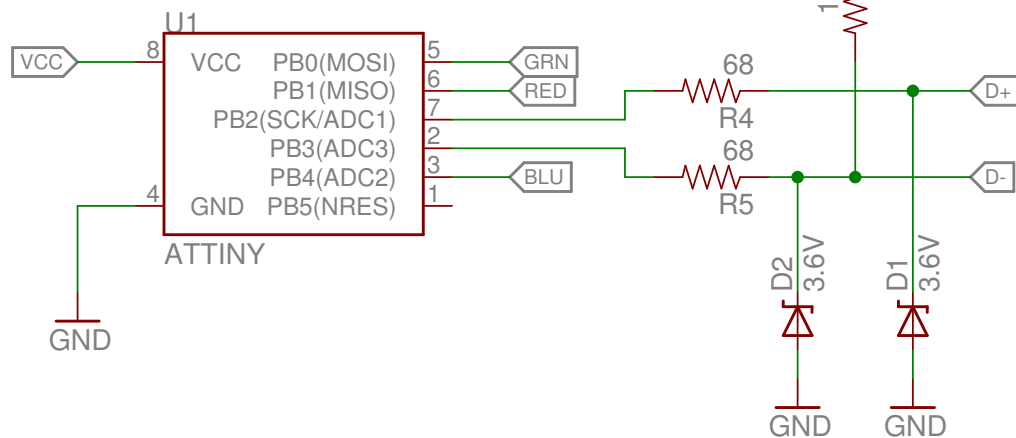 U1
1
VCC
8
VCC
PB0(MOSI)
5
GRN
PB1(MISO)
6
RED
68
R4
D+
PB2(SCK/ADC1)
7
PB3(ADC3)
2
68
R5
D-
PB4(ADC2)
3
BLU
4
GND
PB5(NRES)
1
ATTINY
D2
3.6V
D1
3.6V
GND
GND
GND